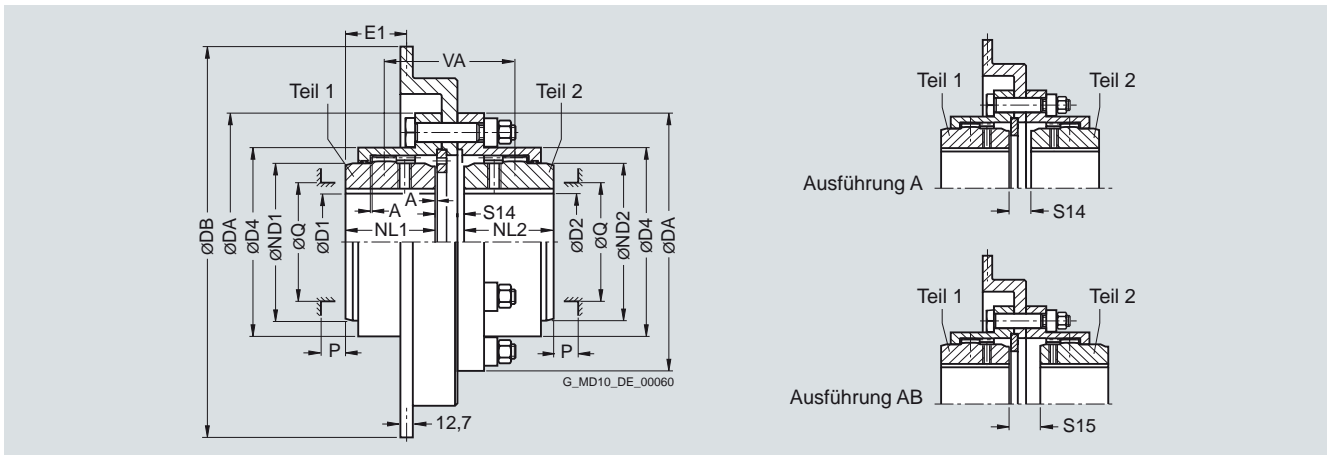 E1
VA
Teil 1
Teil 2
A
A
S14
NL1
NL2
ØDB
ØDA
ØD4
ØND1
ØQ
ØD1
ØD2
ØQ
ØND2
ØD4
ØDA
P
P
G_MD10_DE_00060
12,7
Teil 1
Teil 2
Ausführung A
S14
Teil 1
Teil 2
Ausführung AB
S15